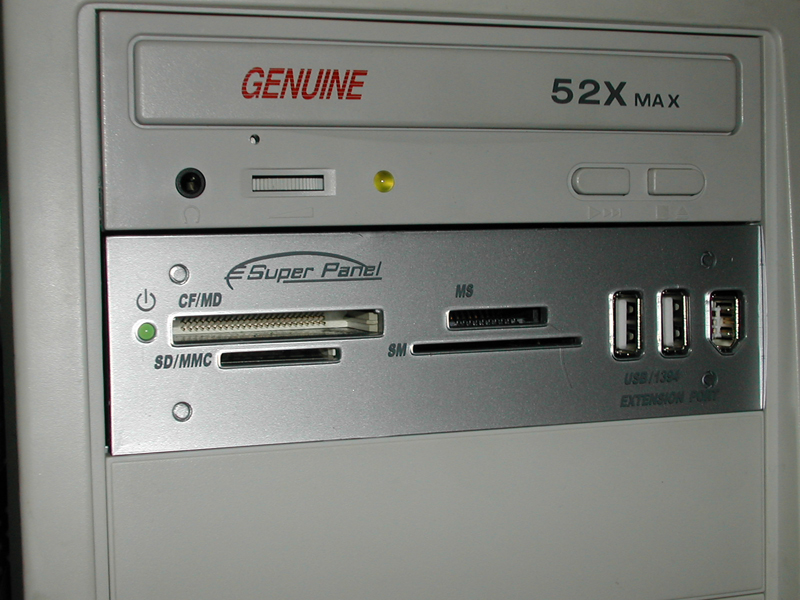 GENUINE
52X MAX
Super Panel
CF/MD
MS
SD/MMC
SM
USB/1394
EXTENSION PORT